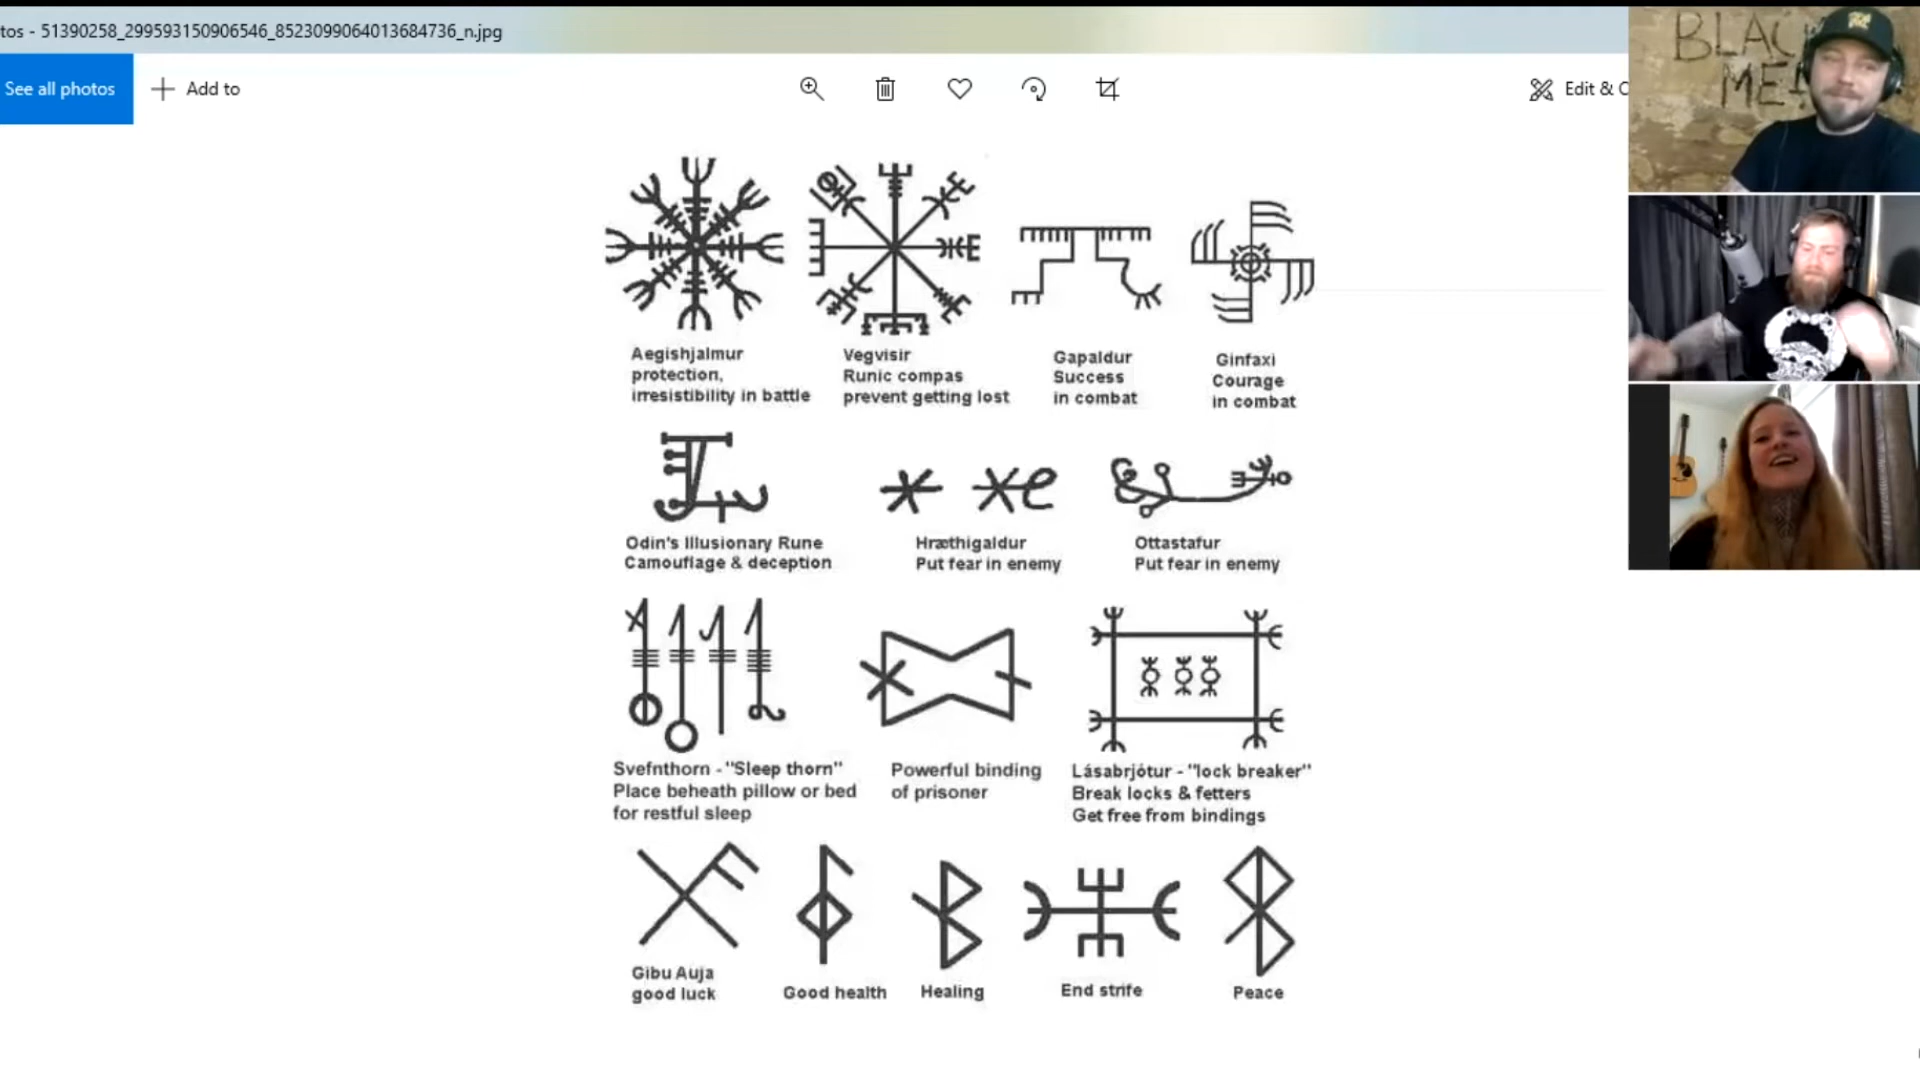 tos - 51390258_299593150906546_8523099064013684736_n.jpg
See all photos
Add to
Edit & C
BLAC
ME
Aegishjalmur
protection,
irresistibility in battle
Vegvisir
Runic compas
prevent getting lost
Gapaldur
Success
in combat
Ginfaxi
Courage
in combat
Odin's Illusionary Rune
Camouflage & deception
Hræthigaldur
Put fear in enemy
Ottastafur
Put fear in enemy
Svefnthorn - "Sleep thorn"
Place beheath pillow or bed
for restful sleep
Powerful binding
of prisoner
Lásabrjótur - "lock breaker"
Break locks & fetters
Get free from bindings
Gibu Auja
good luck
Good health
Healing
End strife
Peace